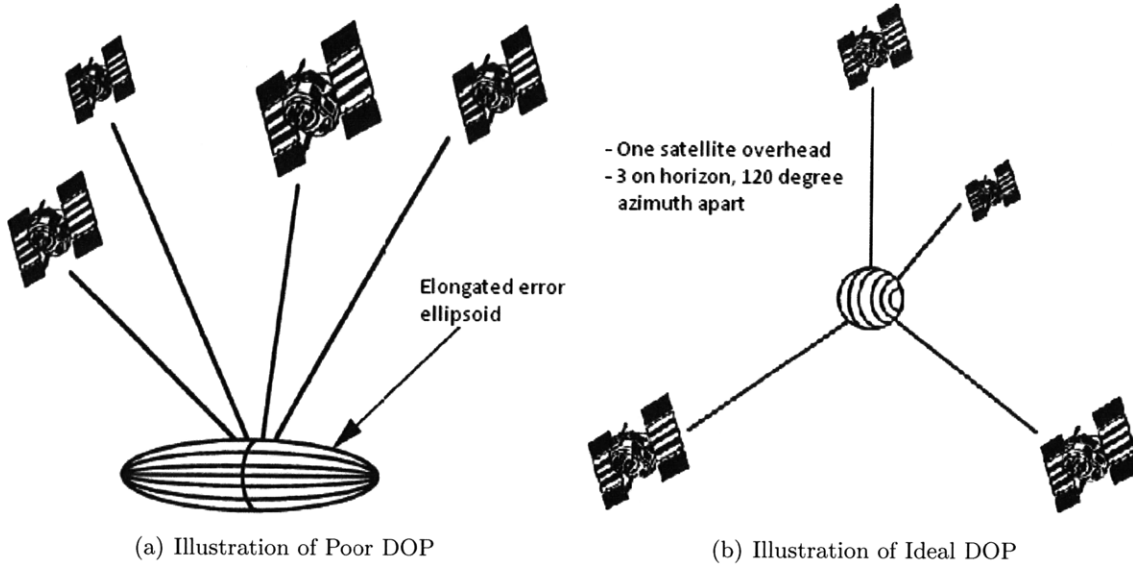 Elongated error
ellipsoid
(a) Illustration of Poor DOP
- One satellite overhead
- 3 on horizon, 120 degree
azimuth apart
(b) Illustration of Ideal DOP